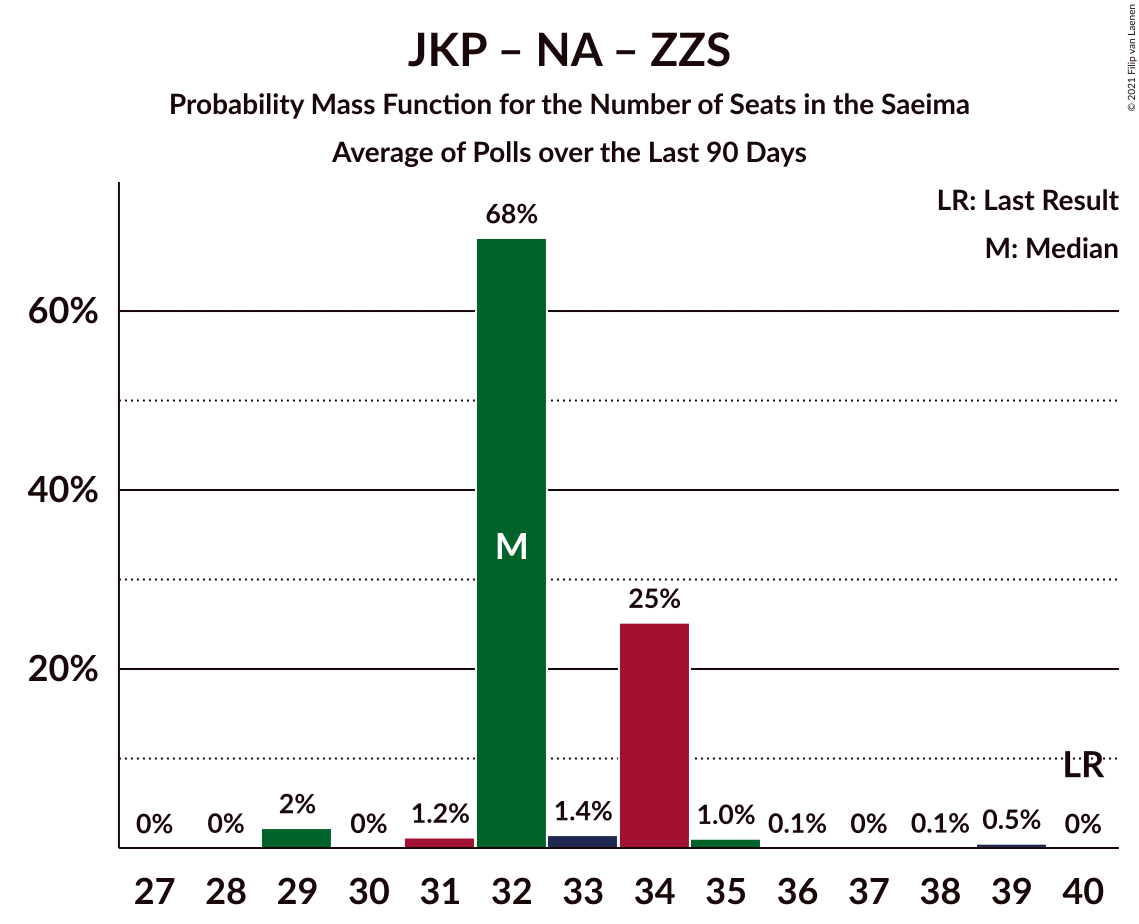 JKP – NA – ZZS
Probability Mass Function for the Number of Seats in the Saeima
Average of Polls over the Last 90 Days
© 2021 Filip van Laenen
LR: Last Result
M: Median
68%
60%
40%
M
25%
20%
LR
0%
0%
2%
0%
1.2%
1.4%
1.0%
0.1%
0%
0.1%
0.5%
0%
27 28 29 30 31 32 33 34 35 36 37 38 39 40